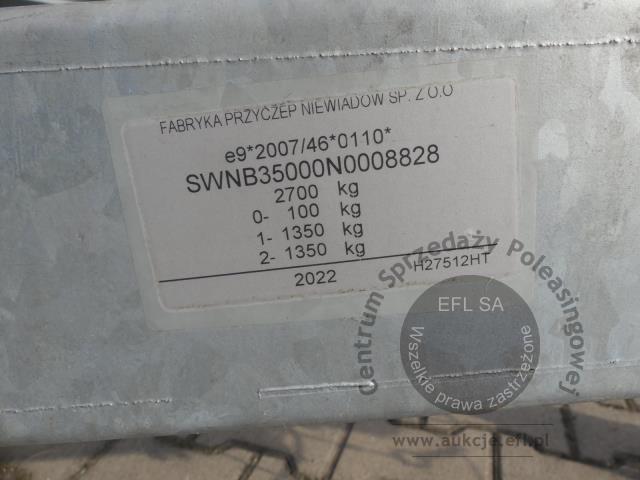 FABRYKA PRZYCZEP NIEWIADÓW SP. Z O.O
e9*2007/46*0110*
SWNB35000N0008828
2700 kg
0- 100 kg
1- 1350 kg
2- 1350 kg
2022 H27512HT
Centrum Sprzedaży Poleasingowej
EFL SA
Wszelkie prawa zastrzeżone
www.aukcje.efl.pl